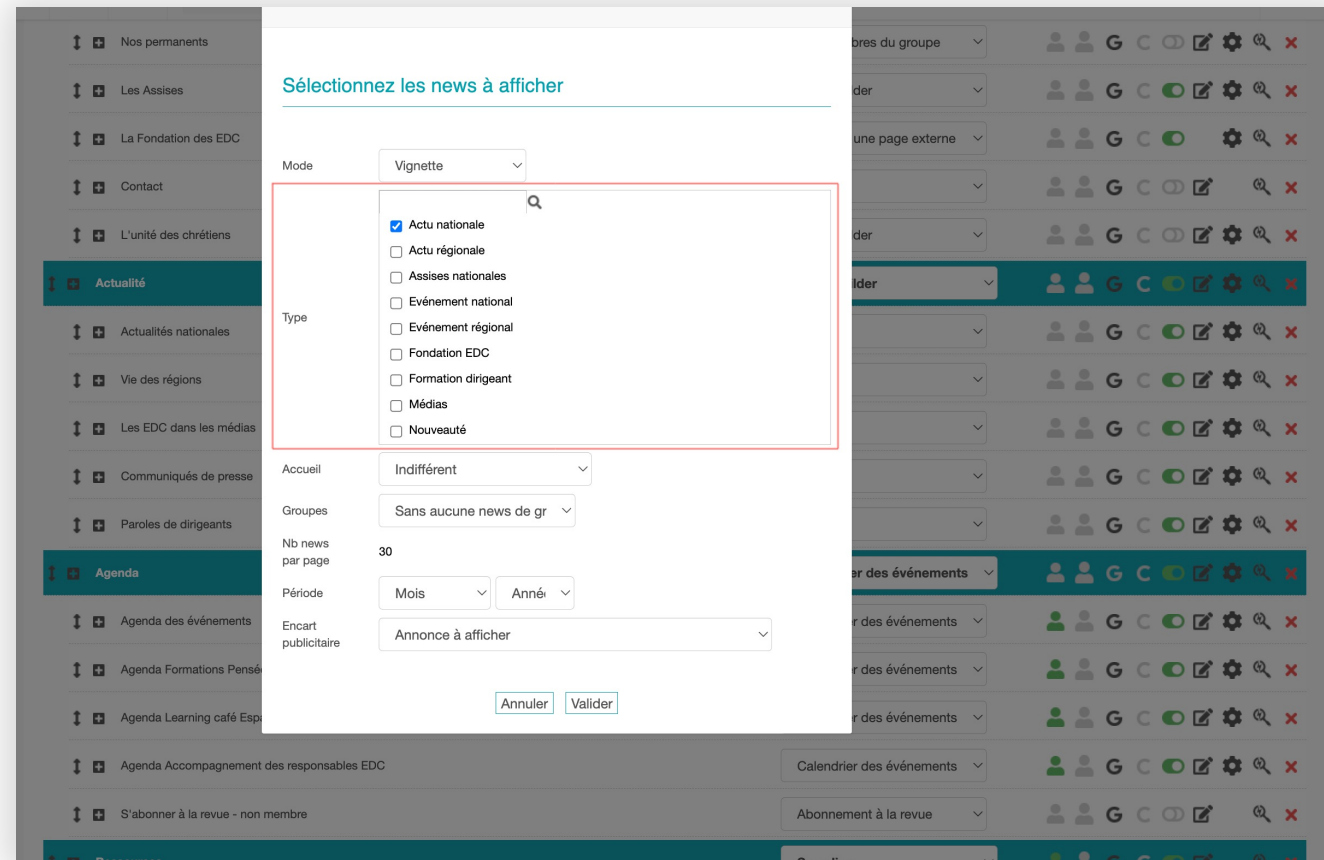 Nos permanents
bres du groupe
G C
Sélectionnez les news à afficher
Les Assises
lder
G C
La Fondation des EDC
une page externe
G C
Mode
Vignette
Contact
G C
Actu nationale
L'unité des chrétiens
lder
G C
Actu régionale
Assises nationales
Actualité
lder
G C
Evénement national
Type
Evénement régional
Actualités nationales
G C
Fondation EDC
Vie des régions
G C
Formation dirigeant
Médias
Les EDC dans les médias
G C
Nouveauté
Accueil
Indifférent
Communiqués de presse
G C
Groupes
Sans aucune news de gr
Paroles de dirigeants
G C
Nb news
par page
30
Agenda
er des événements
G C
Période
Mois
Anné
Agenda des événements
r des événements
G C
Encart
publicitaire
Annonce à afficher
Agenda Formations Pensé
r des événements
G C
Annuler
Valider
Agenda Learning café Esp
r des événements
G C
Agenda Accompagnement des responsables EDC
Calendrier des événements
G C
S'abonner à la revue - non membre
Abonnement à la revue
G C